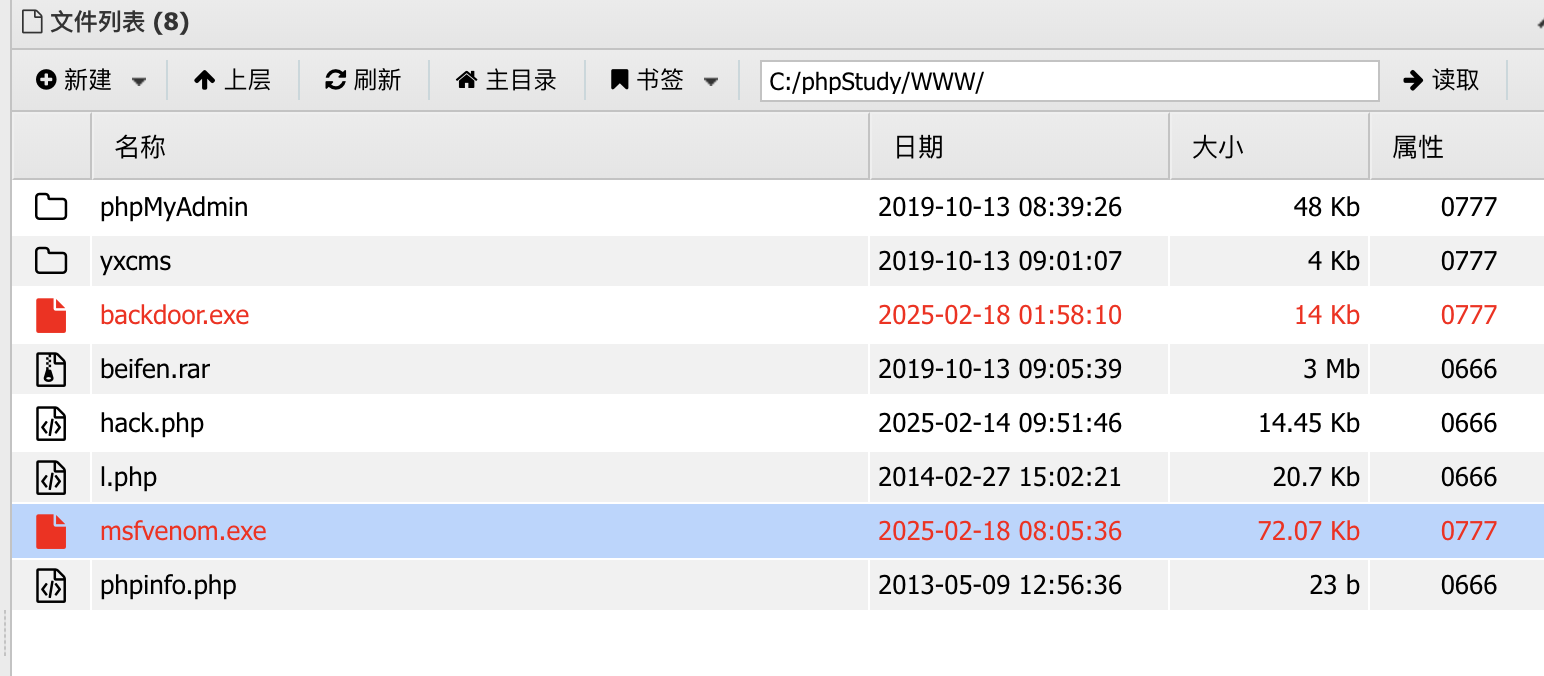 文件列表 (8)
新建 上层 刷新 主目录 书签 C:/phpStudy/WWW/ 读取
名称 日期 大小 属性
phpMyAdmin 2019-10-13 08:39:26 48 Kb 0777
yxcms 2019-10-13 09:01:07 4 Kb 0777
backdoor.exe 2025-02-18 01:58:10 14 Kb 0777
beifen.rar 2019-10-13 09:05:39 3 Mb 0666
hack.php 2025-02-14 09:51:46 14.45 Kb 0666
l.php 2014-02-27 15:02:21 20.7 Kb 0666
msfvenom.exe 2025-02-18 08:05:36 72.07 Kb 0777
phpinfo.php 2013-05-09 12:56:36 23 b 0666